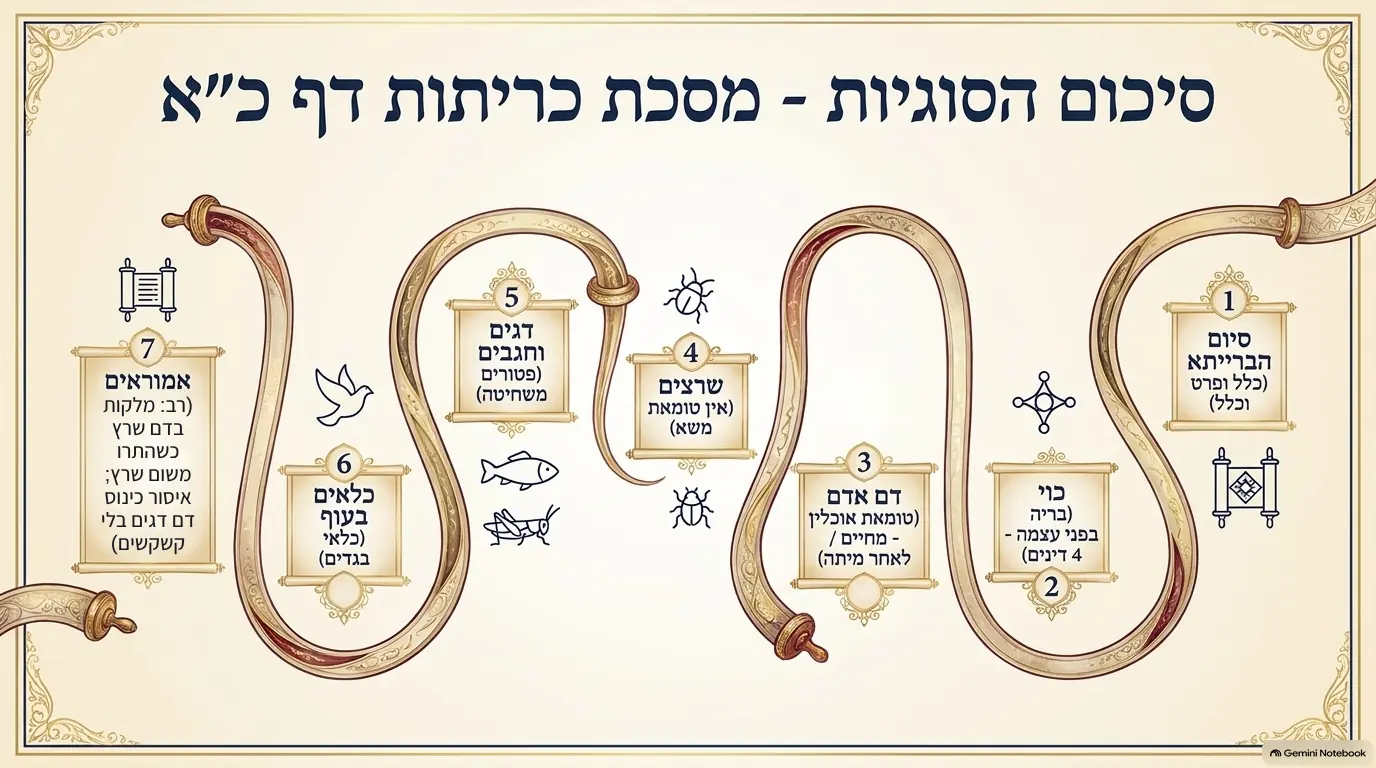 סיכום הסוגיות - מסכת כריתות דף כ"א
1
סיום
הברייתא
(כלל ופרט
וכלל)
כוי
(בריה
בפני עצמה -
4 דינים)
2
3
דם אדם
(טומאת אוכלין
- מחיים /
לאחר מיתה)
4
שרצים
(אין טומאת
משא)
5
דגים
וחגבים
(פטורים
משחיטה)
6
כלאים
בעוף
(כלאי
בגדים)
7
אמוראים
(רב: מלקות
בדם שרץ
כשהתרו
משום שרץ;
איסור כינוס
דם דגים בלי
קשקשים)
Gemini Notebook